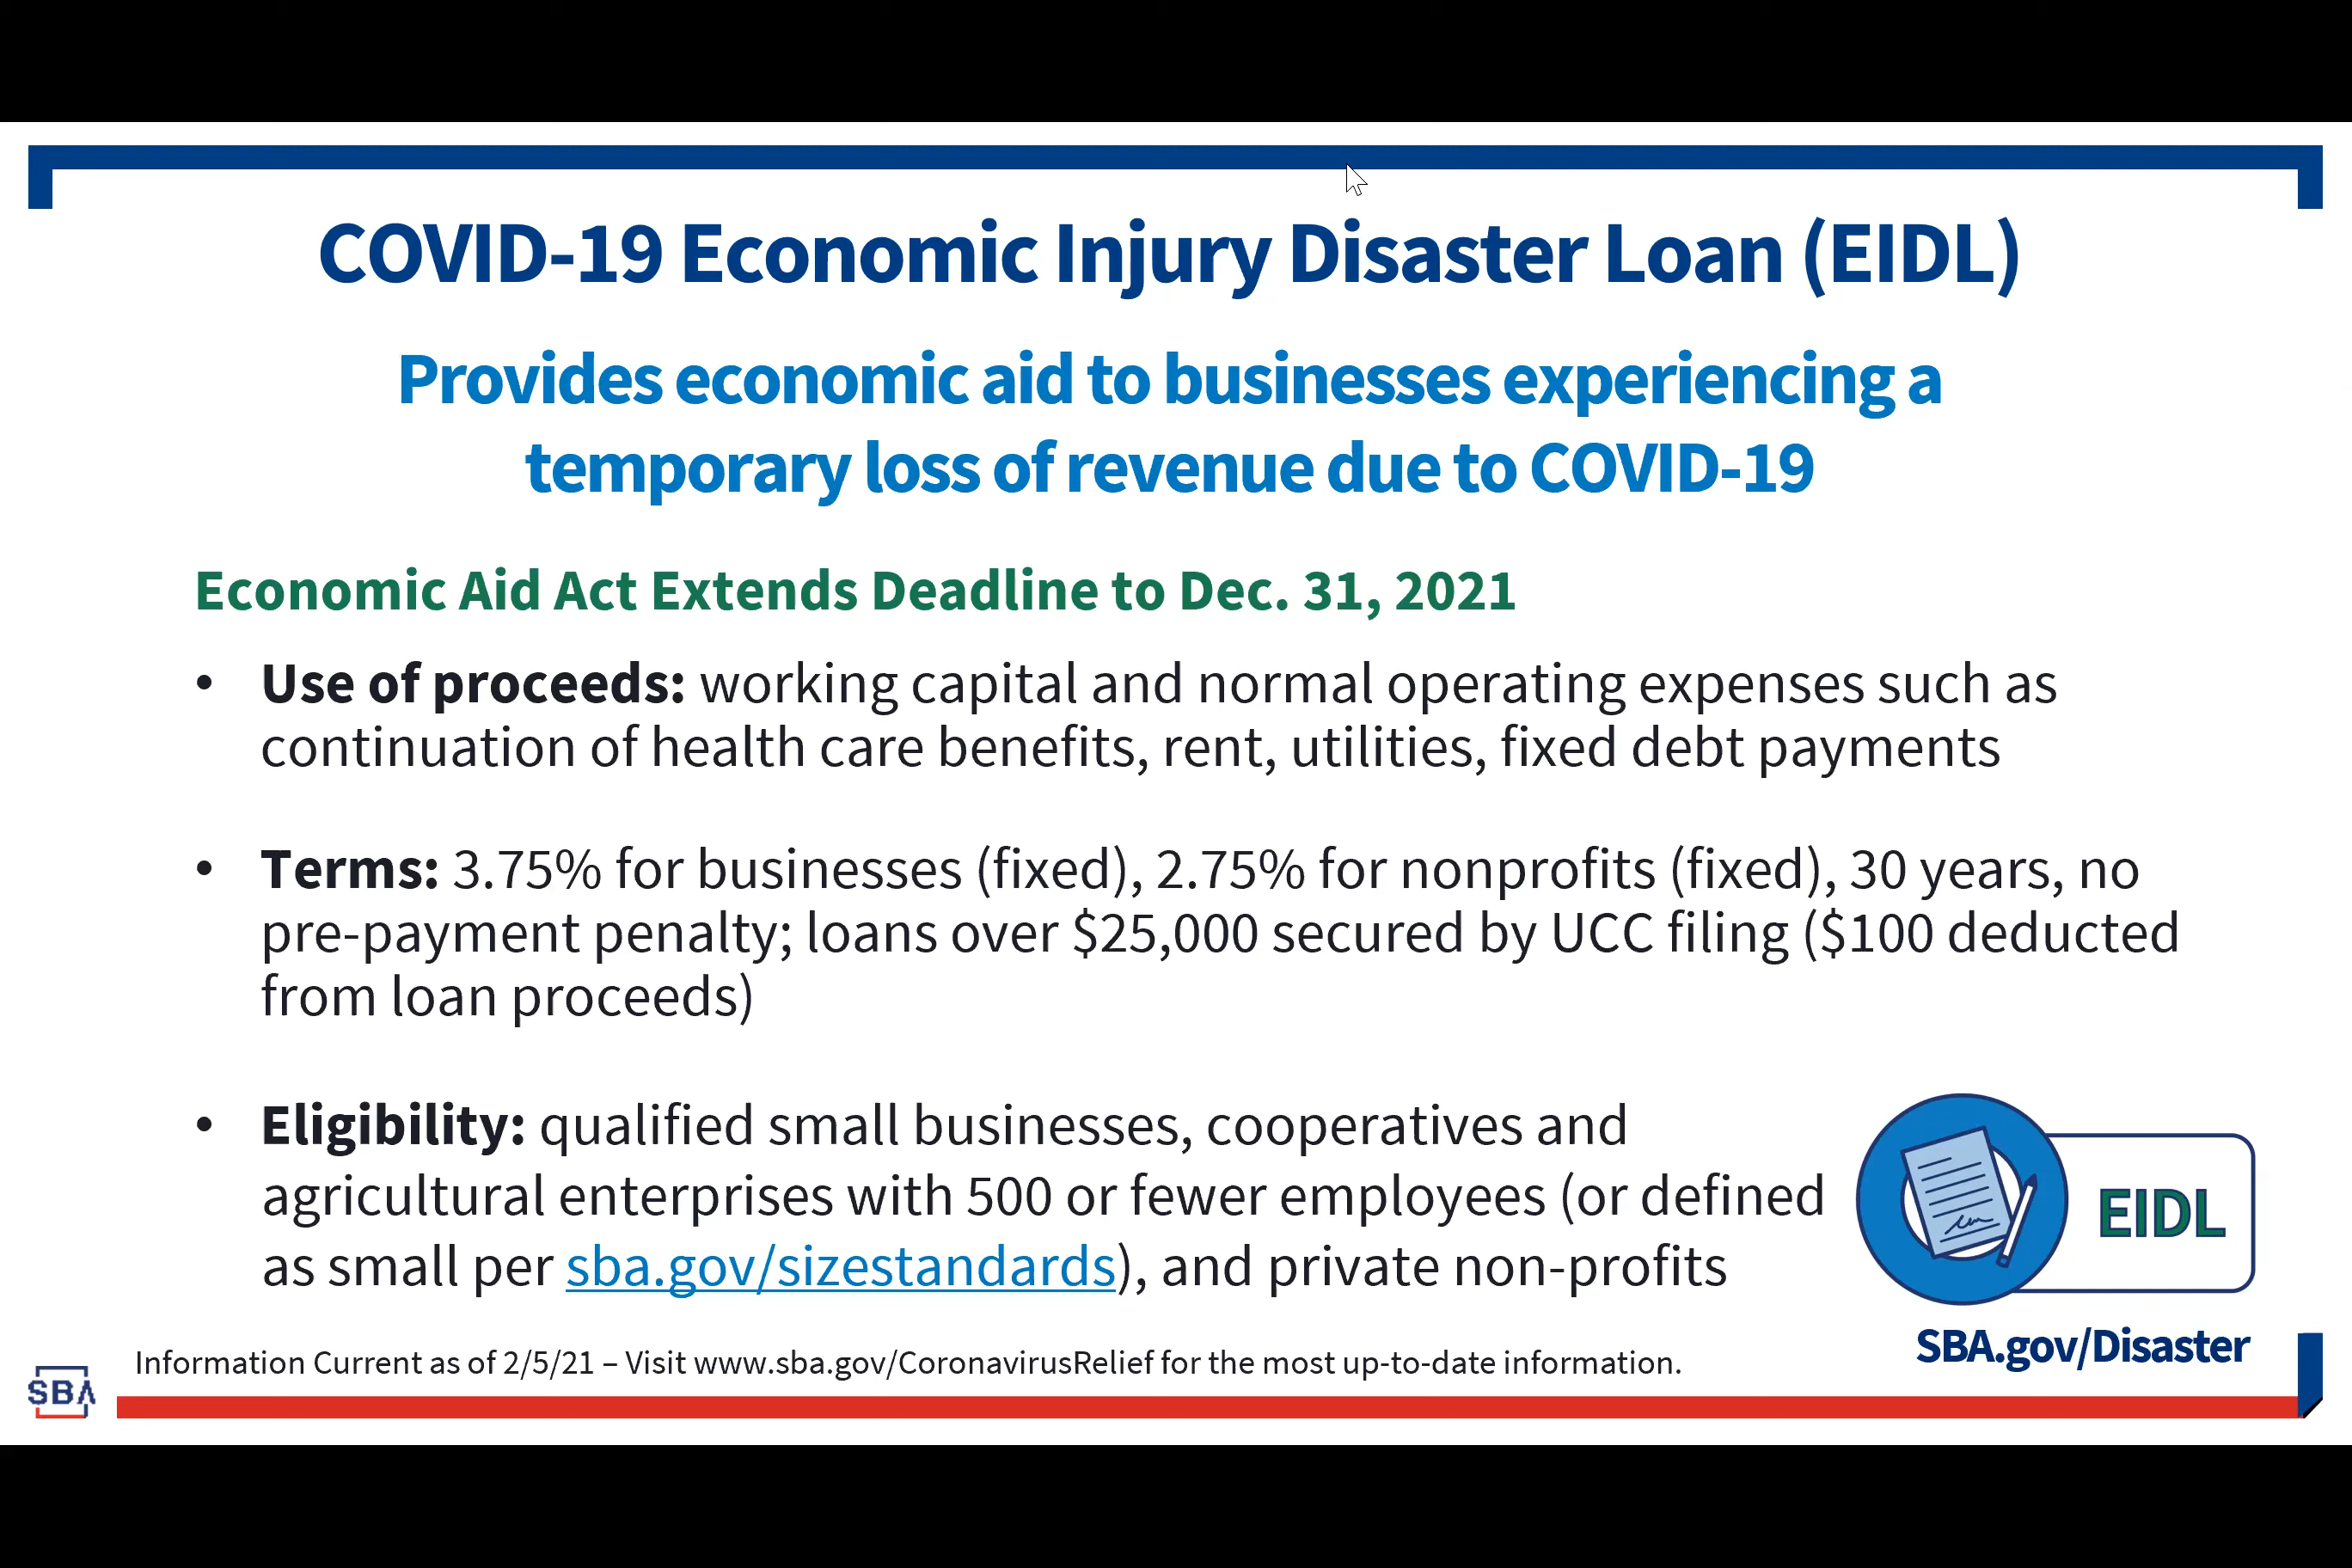 COVID-19 Economic Injury Disaster Loan (EIDL)
Provides economic aid to businesses experiencing a
temporary loss of revenue due to COVID-19
Economic Aid Act Extends Deadline to Dec. 31, 2021
• Use of proceeds: working capital and normal operating expenses such as
continuation of health care benefits, rent, utilities, fixed debt payments
• Terms: 3.75% for businesses (fixed), 2.75% for nonprofits (fixed), 30 years, no
pre-payment penalty; loans over $25,000 secured by UCC filing ($100 deducted
from loan proceeds)
• Eligibility: qualified small businesses, cooperatives and
agricultural enterprises with 500 or fewer employees (or defined
as small per sba.gov/sizestandards), and private non-profits
EIDL
SBA.gov/Disaster
Information Current as of 2/5/21 – Visit www.sba.gov/CoronavirusRelief for the most up-to-date information.
SBA